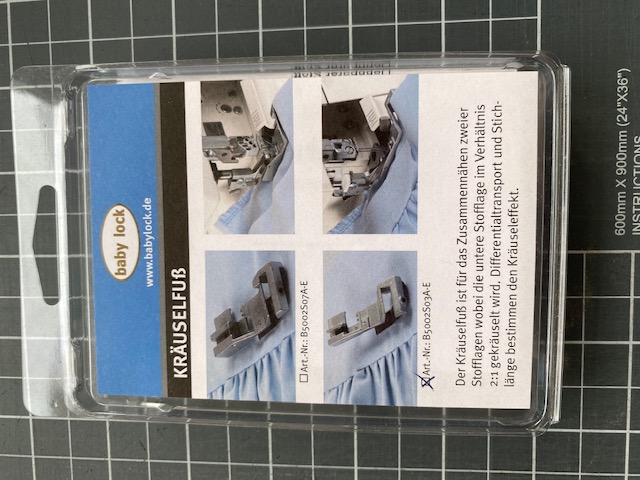 baby lock
www.babylock.de
KRÄUSELFUß
Art.-Nr.: B5002S07A-E
Art.-Nr.: B5002S03A-E
Der Kräuselfuß ist für das Zusammennähen zweier
Stofflagen wobei die untere Stofflage im Verhältnis
2:1 gekräuselt wird. Differentialtransport und Stich-
länge bestimmen den Kräuseleffekt.
600mm X 900mm (24"X36")
INSTRUCTIONS